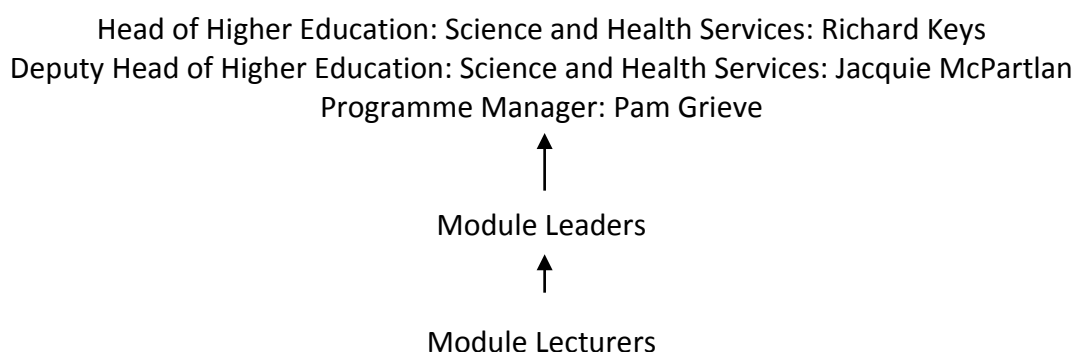 Head of Higher Education: Science and Health Services: Richard Keys
Deputy Head of Higher Education: Science and Health Services: Jacquie McPartlan
Programme Manager: Pam Grieve
Module Leaders
Module Lecturers